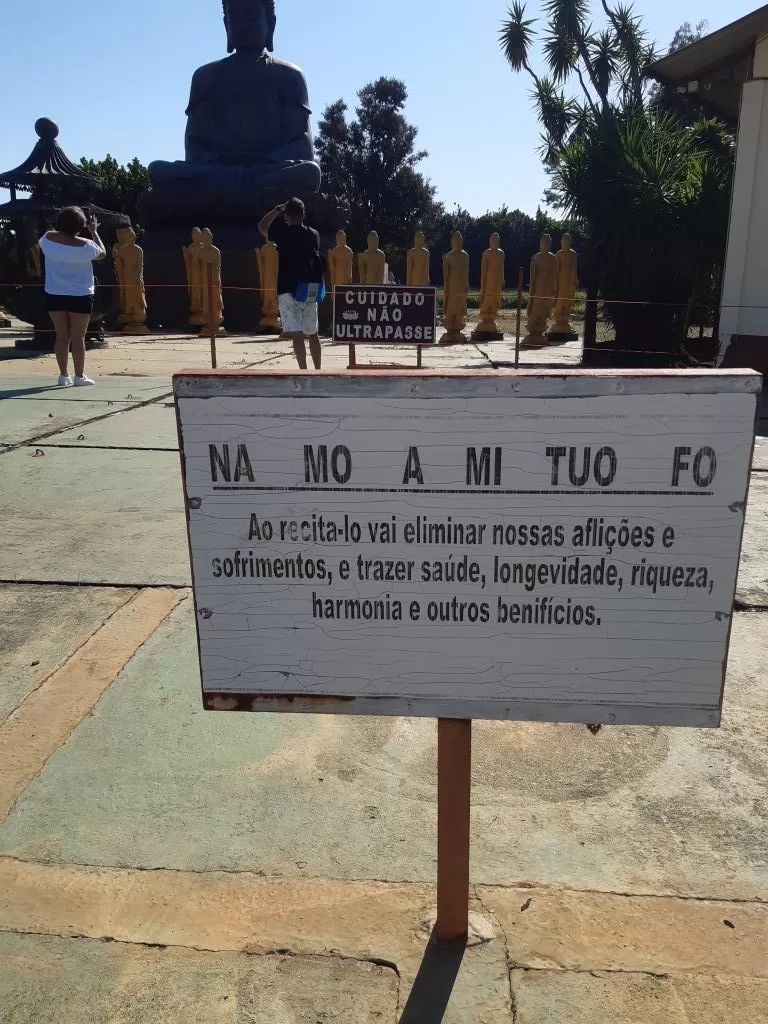 CUIDADO
NÃO
ULTRAPASSE
NA MO A MI TUO FO
Ao recita-lo vai eliminar nossas aflições e
sofrimentos, e trazer saúde, longevidade, riqueza,
harmonia e outros benifícios.